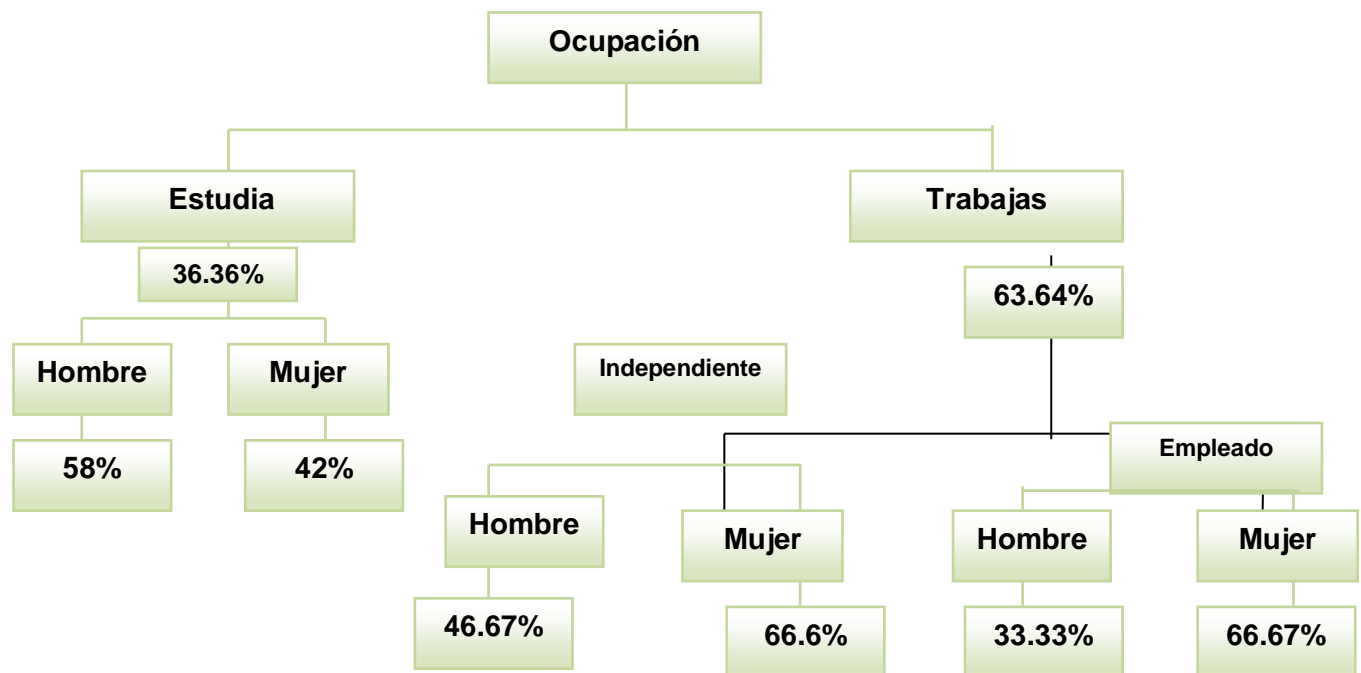 Ocupación
Estudia
Trabajas
36.36%
63.64%
Hombre
Mujer
Independiente
58%
42%
Empleado
Hombre
Mujer
Hombre
Mujer
46.67%
66.6%
33.33%
66.67%